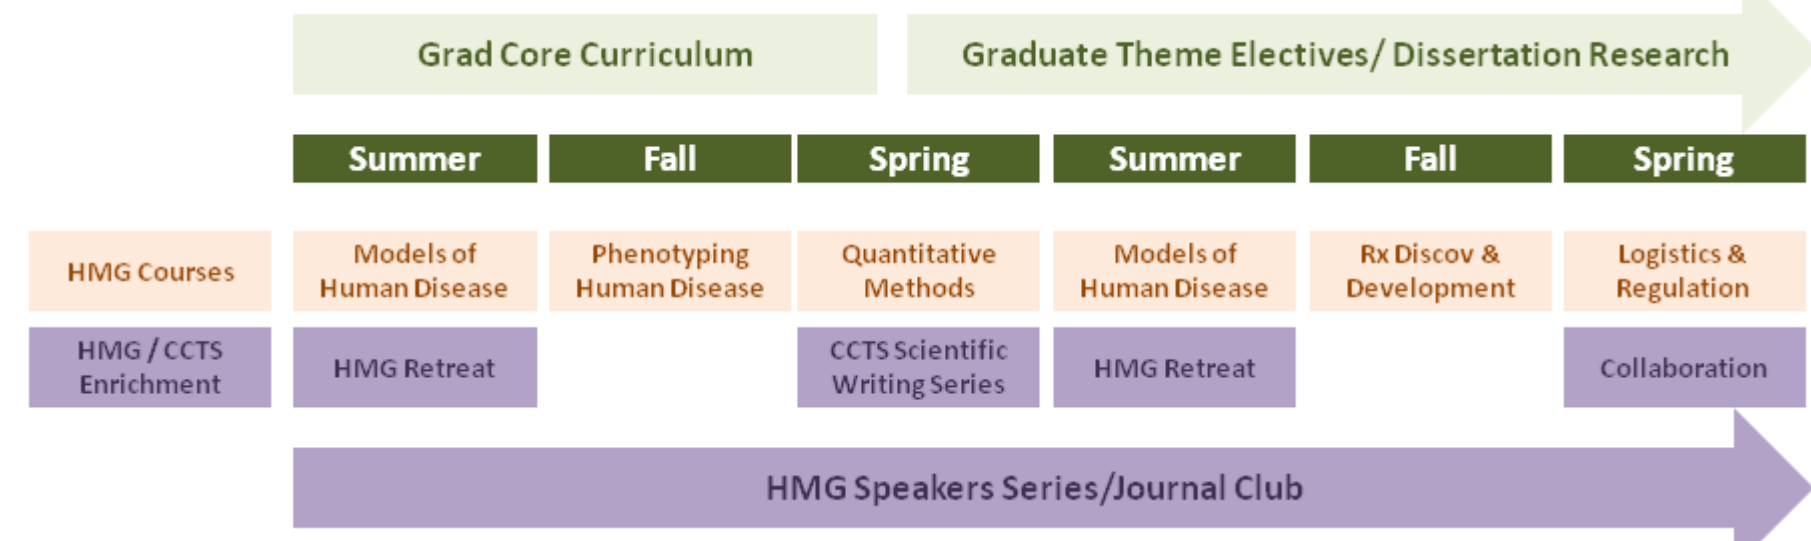 Grad Core Curriculum
Graduate Theme Electives/ Dissertation Research
Summer
Fall
Spring
Summer
Fall
Spring
HMG Courses
Models of
Human Disease
Phenotyping
Human Disease
Quantitative
Methods
Models of
Human Disease
Rx Discov &
Development
Logistics &
Regulation
HMG / CCTS
Enrichment
HMG Retreat
CCTS Scientific
Writing Series
HMG Retreat
Collaboration
HMG Speakers Series/Journal Club